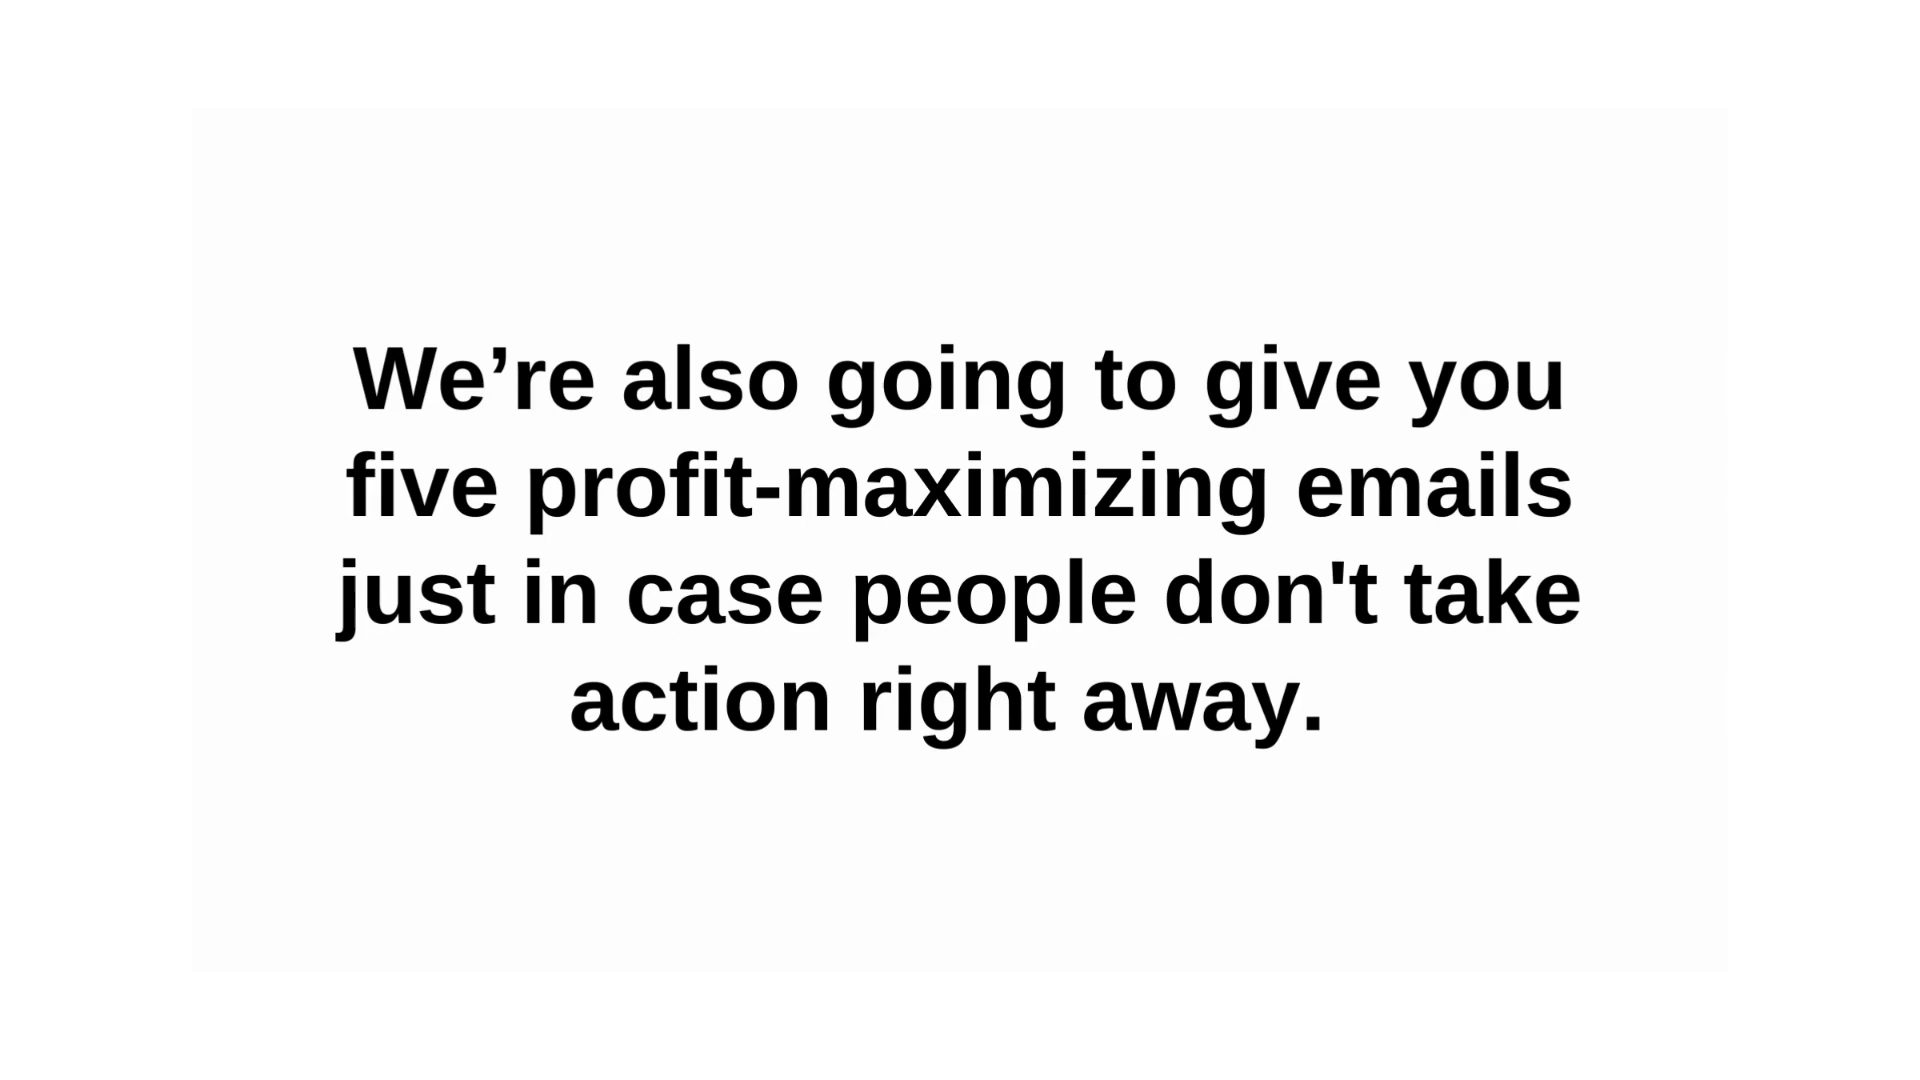 We’re also going to give you
five profit-maximizing emails
just in case people don't take
action right away.